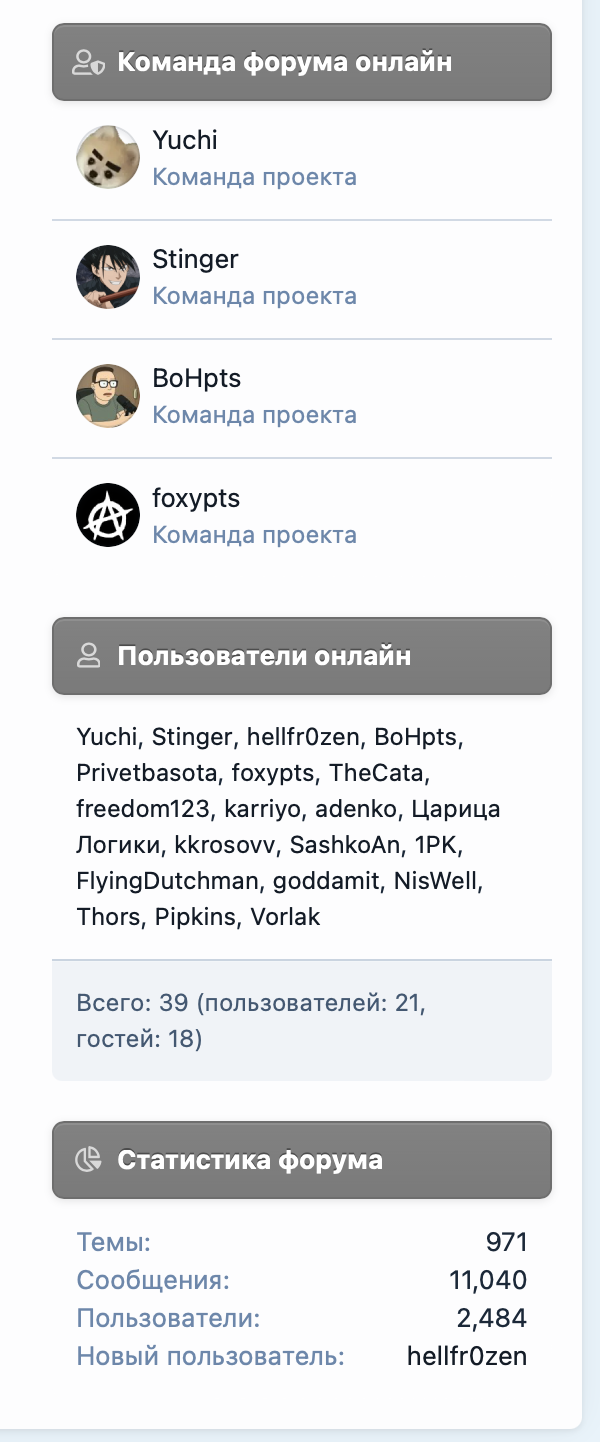 Команда форума онлайн
Yuchi
Команда проекта
Stinger
Команда проекта
BoHpts
Команда проекта
foxypts
Команда проекта
Пользователи онлайн
Yuchi, Stinger, hellfr0zen, BoHpts,
Privetbasota, foxypts, TheCata,
freedom123, karriyo, adenko, Царица
Логики, kkrosovv, SashkoAn, 1PK,
FlyingDutchman, goddamit, NisWell,
Thors, Pipkins, Vorlak
Всего: 39 (пользователей: 21,
гостей: 18)
Статистика форума
Темы: 971
Сообщения: 11,040
Пользователи: 2,484
Новый пользователь: hellfr0zen